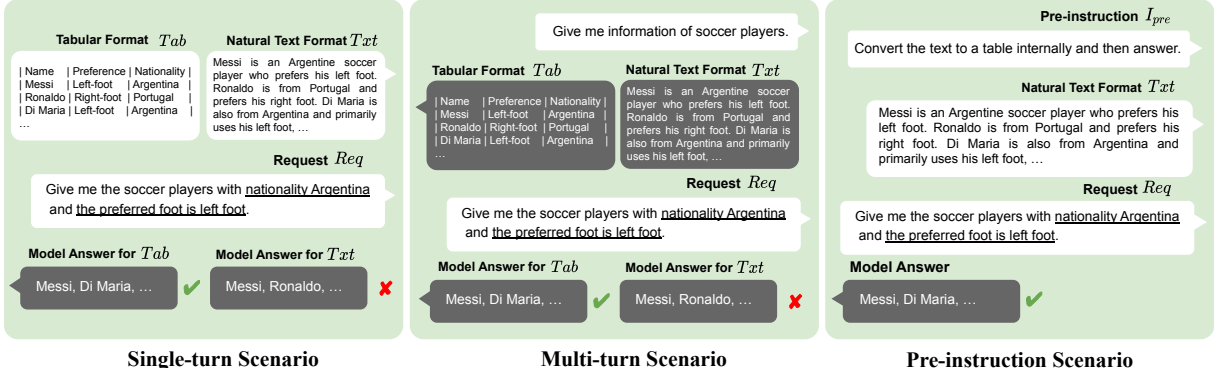 Tabular Format Tab
| Name | Preference | Nationality |
| Messi | Left-foot | Argentina |
| Ronaldo | Right-foot | Portugal |
| Di Maria | Left-foot | Argentina |
...
Natural Text Format Txt
Messi is an Argentine soccer
player who prefers his left foot.
Ronaldo is from Portugal and
prefers his right foot. Di Maria is
also from Argentina and primarily
uses his left foot, ...
Request Req
Give me the soccer players with nationality Argentina
and the preferred foot is left foot.
Model Answer for Tab
Messi, Di Maria, ...
Model Answer for Txt
Messi, Ronaldo, ...
Single-turn Scenario
Give me information of soccer players.
Tabular Format Tab
| Name | Preference | Nationality |
| Messi | Left-foot | Argentina |
| Ronaldo | Right-foot | Portugal |
| Di Maria | Left-foot | Argentina |
...
Natural Text Format Txt
Messi is an Argentine soccer
player who prefers his left foot.
Ronaldo is from Portugal and
prefers his right foot. Di Maria is
also from Argentina and primarily
uses his left foot, ...
Request Req
Give me the soccer players with nationality Argentina
and the preferred foot is left foot.
Model Answer for Tab
Messi, Di Maria, ...
Model Answer for Txt
Messi, Ronaldo, ...
Multi-turn Scenario
Pre-instruction I_pre
Convert the text to a table internally and then answer.
Natural Text Format Txt
Messi is an Argentine soccer player who prefers his
left foot. Ronaldo is from Portugal and prefers his
right foot. Di Maria is also from Argentina and
primarily uses his left foot, ...
Request Req
Give me the soccer players with nationality Argentina
and the preferred foot is left foot.
Model Answer
Messi, Di Maria, ...
Pre-instruction Scenario